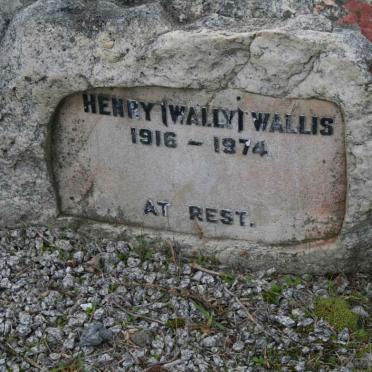 HENRY (WALLY) WALLIS
1916 - 1974
AT REST.